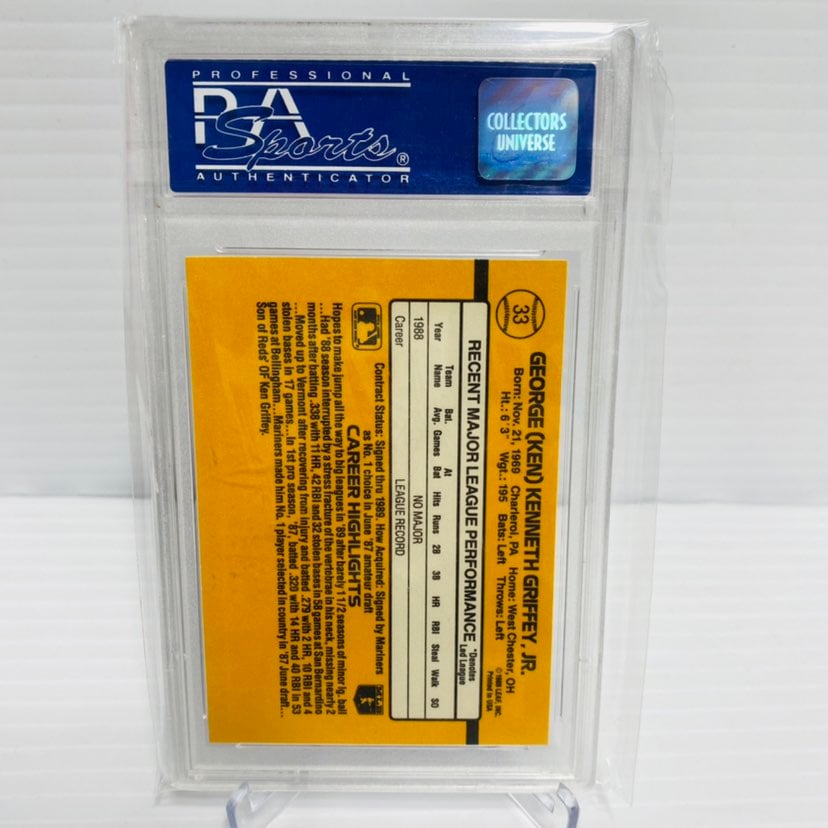 PROFESSIONAL
PSA
Sports®
AUTHENTICATOR
COLLECTORS
UNIVERSE
33
GEORGE (KEN) KENNETH GRIFFEY, JR.
Born: Nov. 21, 1969 Charleroi, PA Home: West Chester, OH
Ht.: 6'3" Wgt.: 195 Bats: Left Throws: Left
© 1988 LEAF, INC.
Printed in USA
RECENT MAJOR LEAGUE PERFORMANCE
*Denotes
Led League
Year Team Name Bat. Avg. Games At Bat Hits Runs 2B 3B HR RBI Steal Walk SO
1988 NO MAJOR
Career LEAGUE RECORD
Contract Status: Signed thru 1989. How Acquired: Signed by Mariners
as No. 1 choice in June '87 amateur draft
CAREER HIGHLIGHTS
Hopes to make jump all the way to big leagues in '89 after barely 1 1/2 seasons of minor lg. ball
...Had '88 season interrupted by a stress fracture of the vertebrae in his neck, missing nearly 2
months after batting .338 with 11 HR, 42 RBI and 32 stolen bases in 58 games at San Bernardino
...Moved up to Vermont after recovering from injury and batted .279 with 2 HR, 10 RBI and 4
stolen bases in 17 games...In 1st pro season, '87, batted .320 with 14 HR and 40 RBI in 53
games at Bellingham...Mariners made him No. 1 player selected in country in '87 June draft...
Son of Reds' OF Ken Griffey.